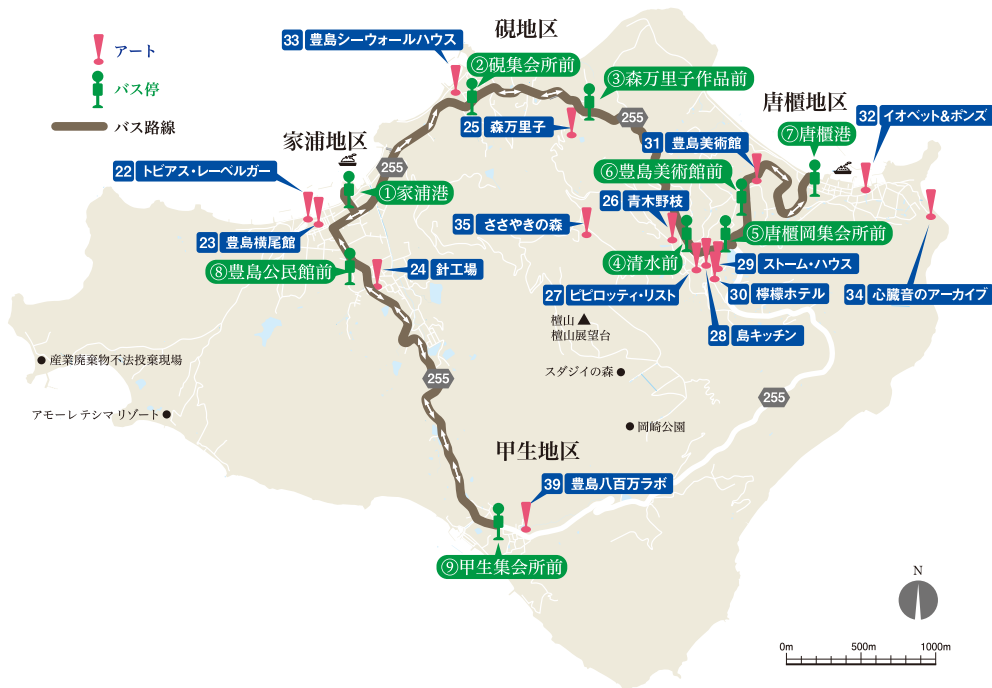 アート
バス停
バス路線
硯地区
33 豊島シーウォールハウス
②硯集会所前
③森万里子作品前
255
25 森万里子
唐櫃地区
32 イオベット&ポンズ
⑦唐櫃港
31 豊島美術館
⑥豊島美術館前
家浦地区
255
22 トビアス・レーベルガー
①家浦港
26 青木野枝
35 ささやきの森
23 豊島横尾館
⑤唐櫃岡集会所前
⑧豊島公民館前
24 針工場
④清水前
29 ストーム・ハウス
27 ピピロッティ・リスト
30 檸檬ホテル
34 心臓音のアーカイブ
28 島キッチン
檀山▲
檀山展望台
●産業廃棄物不法投棄現場
スダジイの森●
255
255
アモーレ テシマ リゾート●
●岡崎公園
甲生地区
39 豊島八百万ラボ
⑨甲生集会所前
N
0m 500m 1000m